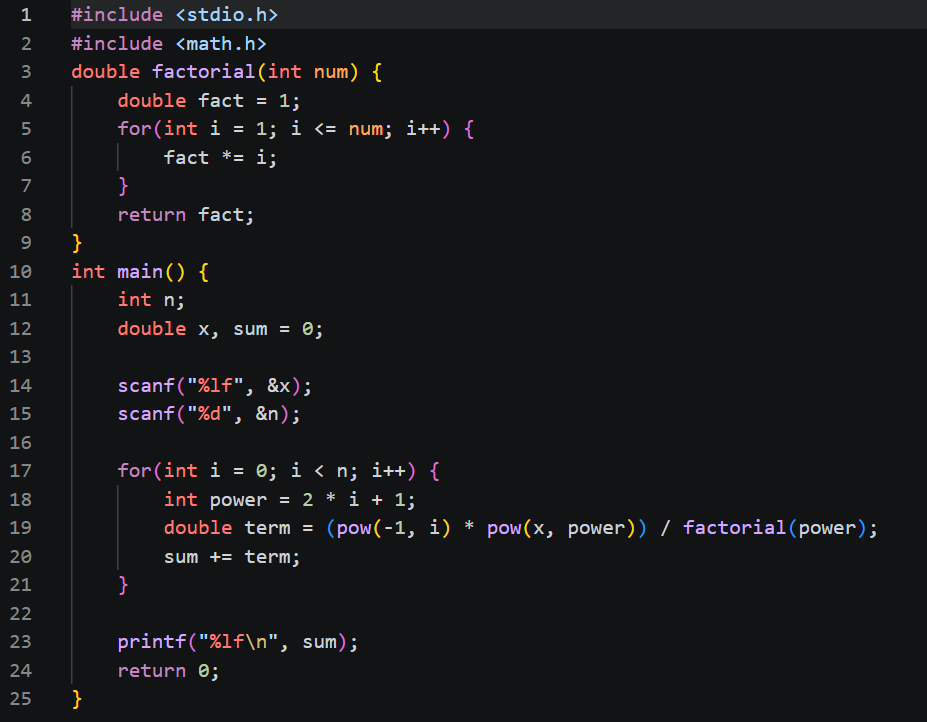 1 #include <stdio.h>
2 #include <math.h>
3 double factorial(int num) {
4     double fact = 1;
5     for(int i = 1; i <= num; i++) {
6         fact *= i;
7     }
8     return fact;
9 }
10 int main() {
11     int n;
12     double x, sum = 0;
13
14     scanf("%lf", &x);
15     scanf("%d", &n);
16
17     for(int i = 0; i < n; i++) {
18         int power = 2 * i + 1;
19         double term = (pow(-1, i) * pow(x, power)) / factorial(power);
20         sum += term;
21     }
22
23     printf("%lf\n", sum);
24     return 0;
25 }